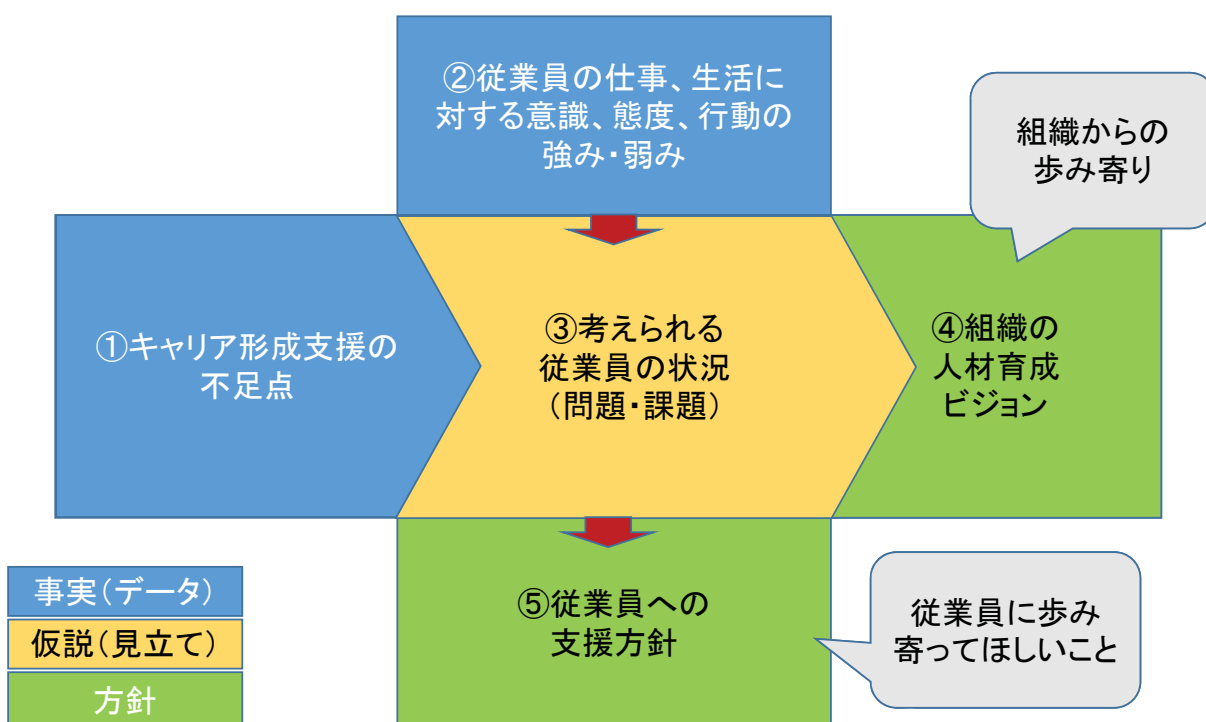 ②従業員の仕事、生活に
対する意識、態度、行動の
強み・弱み
組織からの
歩み寄り
①キャリア形成支援の
不足点
③考えられる
従業員の状況
（問題・課題）
④組織の
人材育成
ビジョン
事実（データ）
仮説（見立て）
方針
⑤従業員への
支援方針
従業員に歩み
寄ってほしいこと